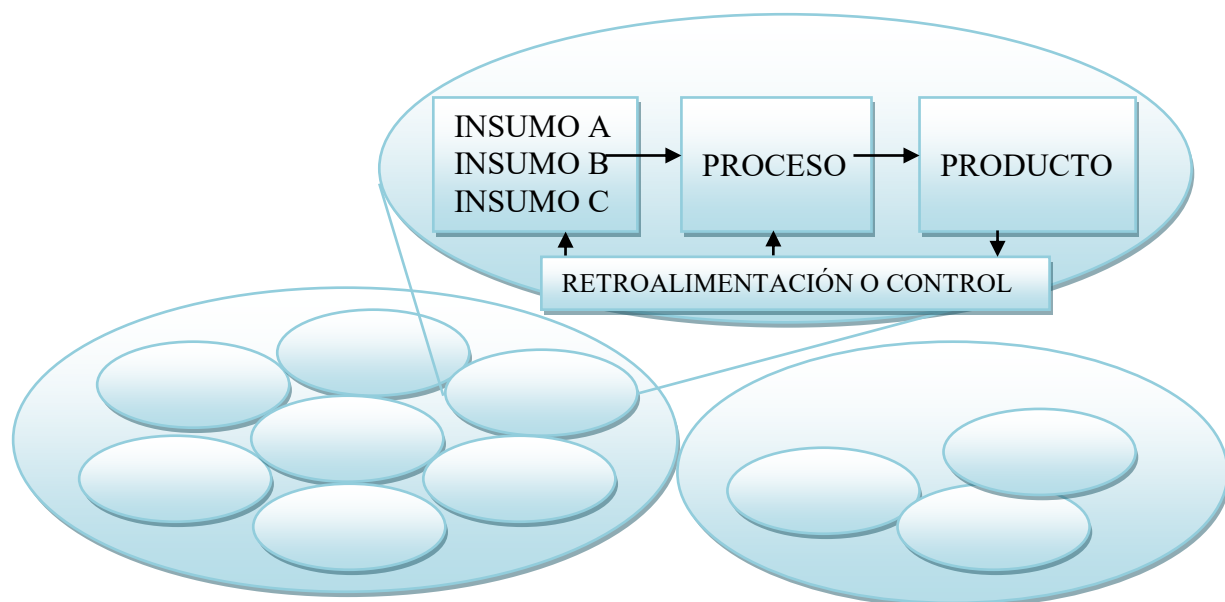 INSUMO A
INSUMO B
INSUMO C
PROCESO
PRODUCTO
RETROALIMENTACIÓN O CONTROL